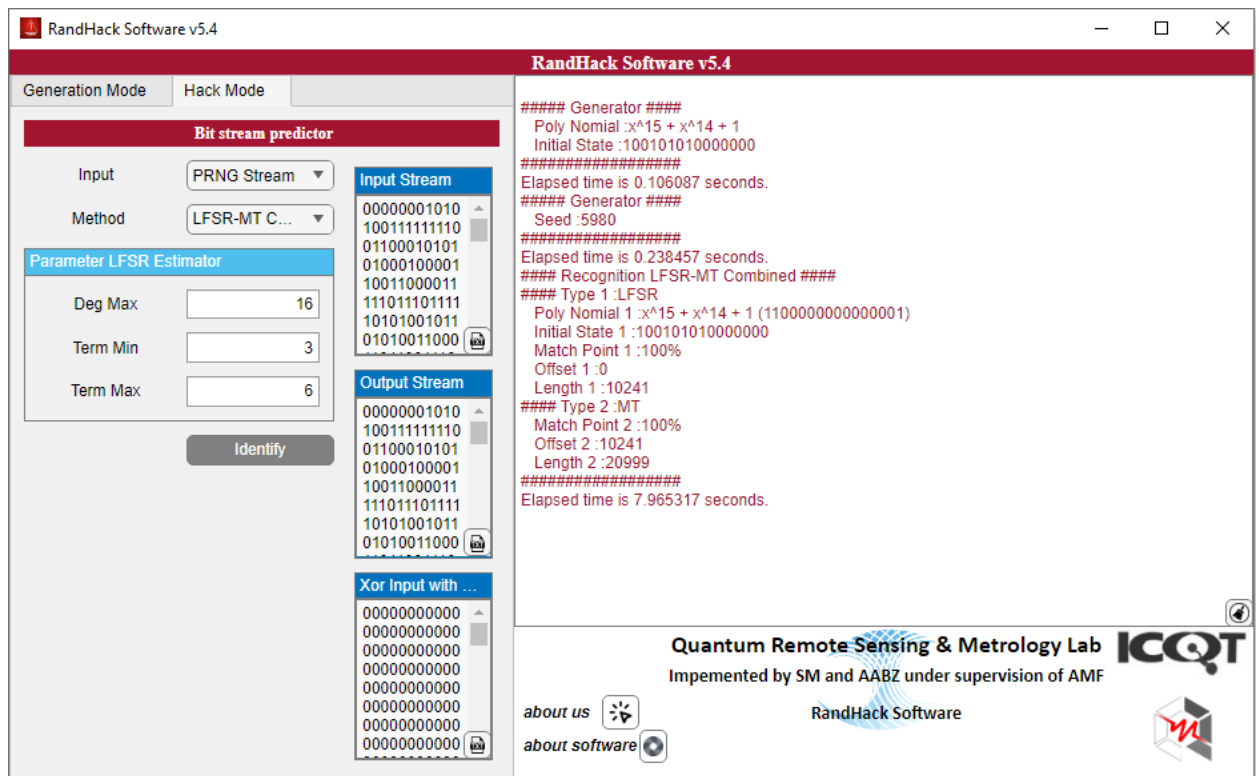 RandHack Software v5.4
RandHack Software v5.4
Generation Mode
Hack Mode
Bit stream predictor
Input
PRNG Stream
Method
LFSR-MT C...
Parameter LFSR Estimator
Deg Max
16
Term Min
3
Term Max
6
Identify
Input Stream
00000001010
100111111110
01100010101
01000100001
10011000011
111011101111
10101001011
01010011000
Output Stream
00000001010
100111111110
01100010101
01000100001
10011000011
111011101111
10101001011
01010011000
Xor Input with ...
00000000000
00000000000
00000000000
00000000000
00000000000
00000000000
00000000000
00000000000
##### Generator ####
Poly Nomial :x^15 + x^14 + 1
Initial State :100101010000000
##################
Elapsed time is 0.106087 seconds.
##### Generator ####
Seed :5980
##################
Elapsed time is 0.238457 seconds.
#### Recognition LFSR-MT Combined ####
#### Type 1 :LFSR
Poly Nomial 1 :x^15 + x^14 + 1 (1100000000000001)
Initial State 1 :100101010000000
Match Point 1 :100%
Offset 1 :0
Length 1 :10241
#### Type 2 :MT
Match Point 2 :100%
Offset 2 :10241
Length 2 :20999
##################
Elapsed time is 7.965317 seconds.
Quantum Remote Sensing & Metrology Lab
ICQT
Impemented by SM and AABZ under supervision of AMF
about us
RandHack Software
about software